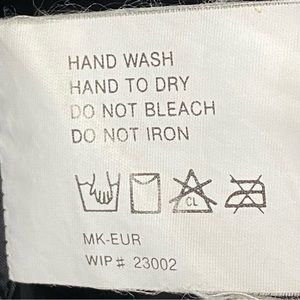 HAND WASH
HAND TO DRY
DO NOT BLEACH
DO NOT IRON
CL
MK-EUR
WIP# 23002